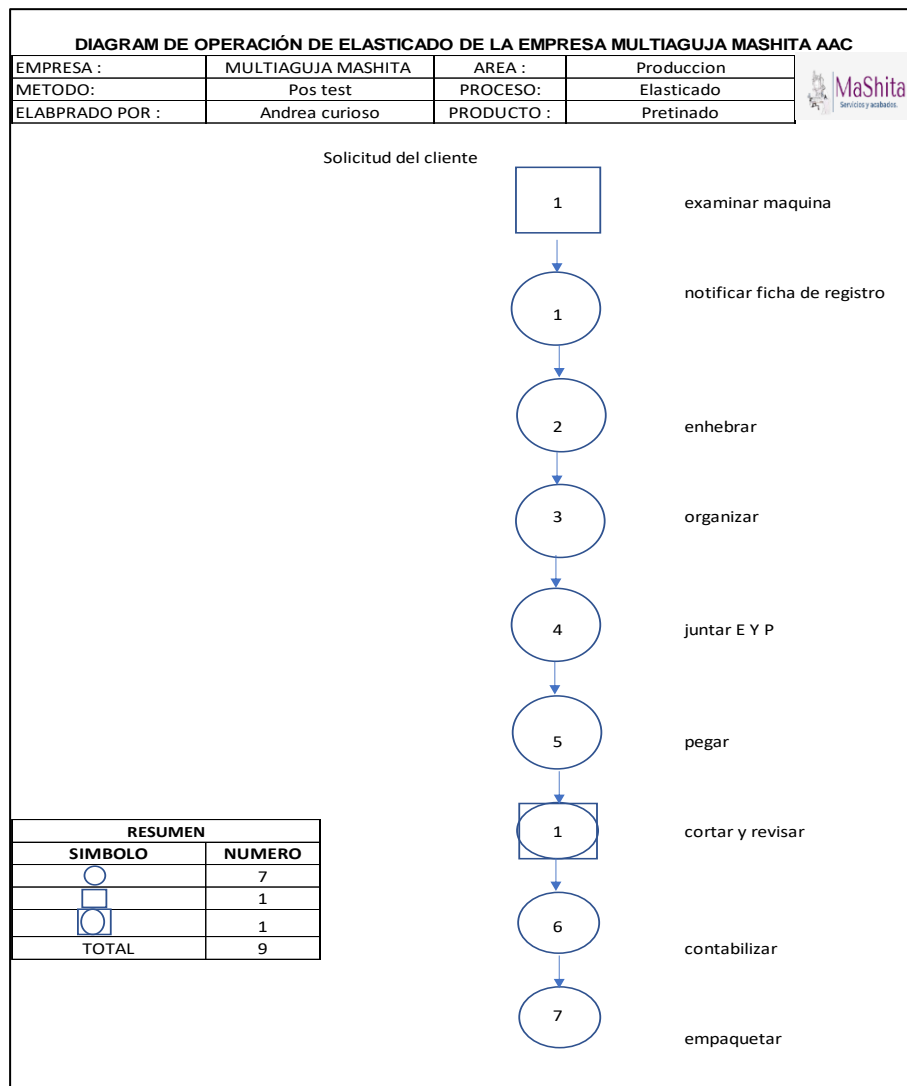 DIAGRAM DE OPERACIÓN DE ELASTICADO DE LA EMPRESA MULTIAGUJA MASHITA AAC
EMPRESA : MULTIAGUJA MASHITA AREA : Produccion
METODO: Pos test PROCESO: Elasticado
ELABPRADO POR : Andrea curioso PRODUCTO : Pretinado
MaShita
Servicios y acabados.
Solicitud del cliente
1 examinar maquina
1 notificar ficha de registro
2 enhebrar
3 organizar
4 juntar E Y P
5 pegar
1 cortar y revisar
6 contabilizar
7 empaquetar
RESUMEN
SIMBOLO NUMERO
7
1
1
TOTAL 9